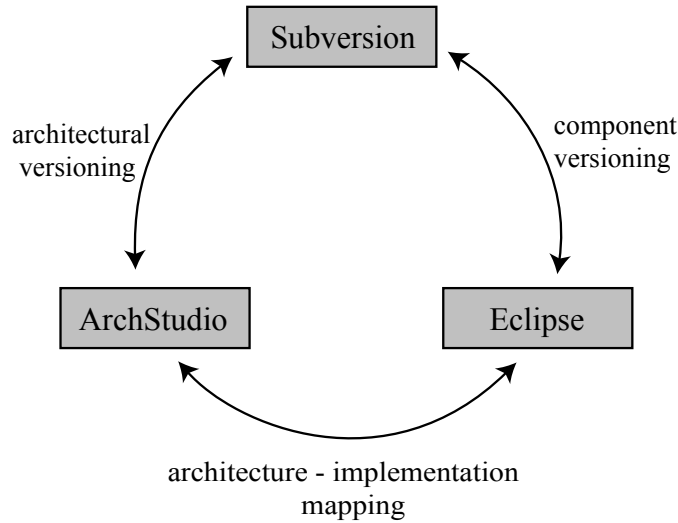 Subversion
architectural
versioning
component
versioning
ArchStudio
Eclipse
architecture - implementation
mapping